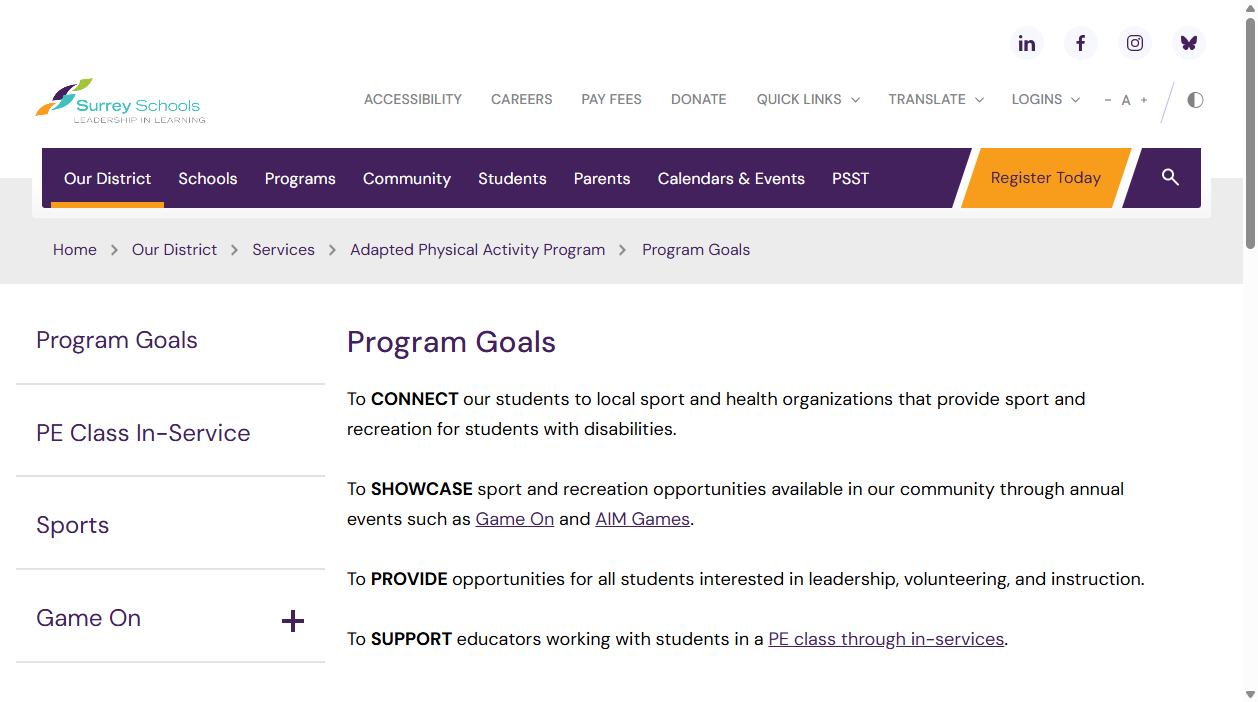 Surrey Schools
LEADERSHIP IN LEARNING
ACCESSIBILITY CAREERS PAY FEES DONATE QUICK LINKS TRANSLATE LOGINS - A +
Our District Schools Programs Community Students Parents Calendars & Events PSST Register Today
Home Our District Services Adapted Physical Activity Program Program Goals
Program Goals
PE Class In-Service
Sports
Game On
Program Goals
To CONNECT our students to local sport and health organizations that provide sport and
recreation for students with disabilities.
To SHOWCASE sport and recreation opportunities available in our community through annual
events such as Game On and AIM Games.
To PROVIDE opportunities for all students interested in leadership, volunteering, and instruction.
To SUPPORT educators working with students in a PE class through in-services.